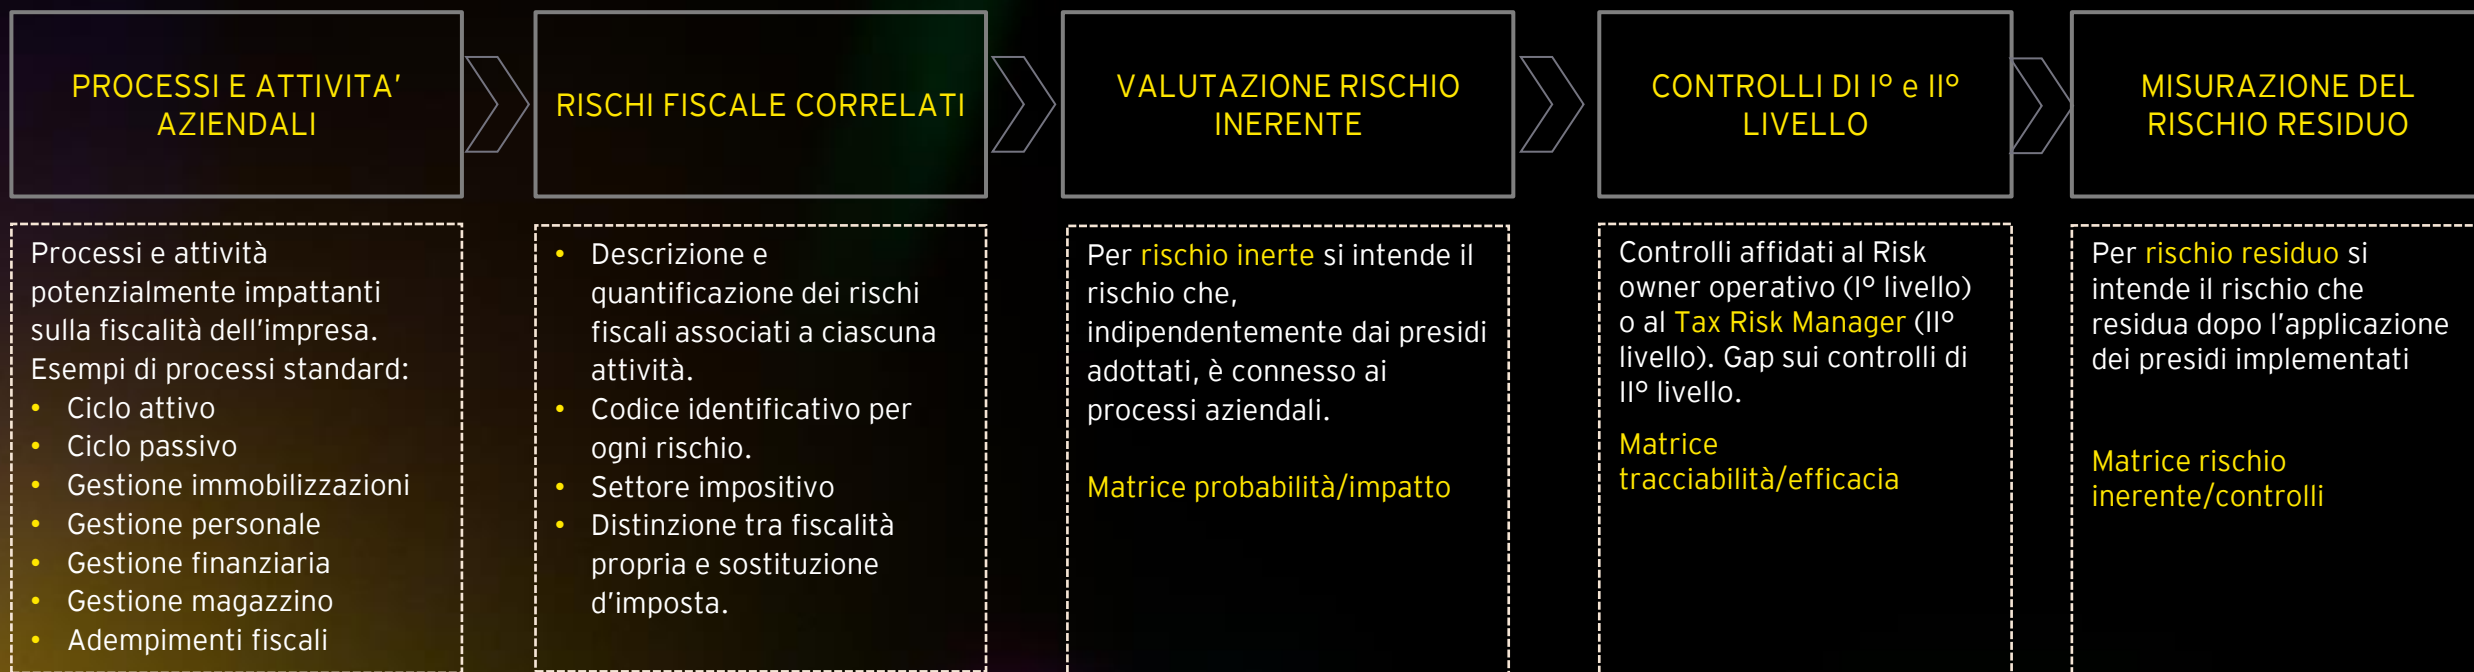 PROCESSI E ATTIVITA’
AZIENDALI
RISCHI FISCALE CORRELATI
VALUTAZIONE RISCHIO
INERENTE
CONTROLLI DI I° e II°
LIVELLO
MISURAZIONE DEL
RISCHIO RESIDUO
Processi e attività
potenzialmente impattanti
sulla fiscalità dell’impresa.
Esempi di processi standard:
• Ciclo attivo
• Ciclo passivo
• Gestione immobilizzazioni
• Gestione personale
• Gestione finanziaria
• Gestione magazzino
• Adempimenti fiscali
• Descrizione e
quantificazione dei rischi
fiscali associati a ciascuna
attività.
• Codice identificativo per
ogni rischio.
• Settore impositivo
• Distinzione tra fiscalità
propria e sostituzione
d’imposta.
Per rischio inerte si intende il
rischio che,
indipendentemente dai presidi
adottati, è connesso ai
processi aziendali.
Matrice probabilità/impatto
Controlli affidati al Risk
owner operativo (I° livello)
o al Tax Risk Manager (II°
livello). Gap sui controlli di
II° livello.
Matrice
tracciabilità/efficacia
Per rischio residuo si
intende il rischio che
residua dopo l’applicazione
dei presidi implementati
Matrice rischio
inerente/controlli